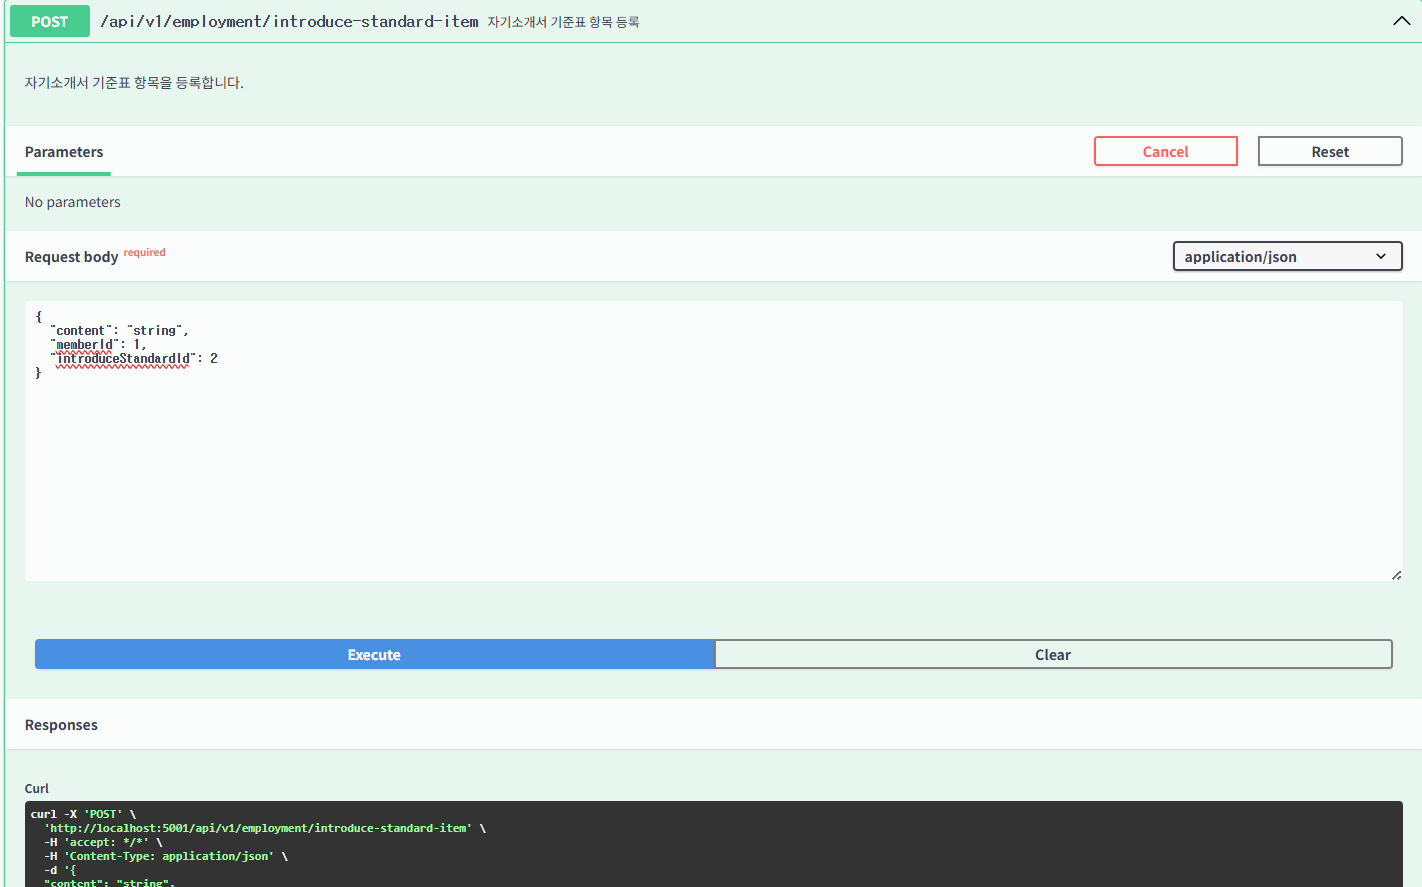 POST /api/v1/employment/introduce-standard-item 자기소개서 기준표 항목 등록
자기소개서 기준표 항목을 등록합니다.
Parameters Cancel Reset
No parameters
Request body required application/json
{
"content": "string",
"memberId": 1,
"introduceStandardId": 2
}
Execute Clear
Responses
Curl
curl -X 'POST' \
'http://localhost:5001/api/v1/employment/introduce-standard-item' \
-H 'accept: */*' \
-H 'Content-Type: application/json' \
-d '{
"content": "string",